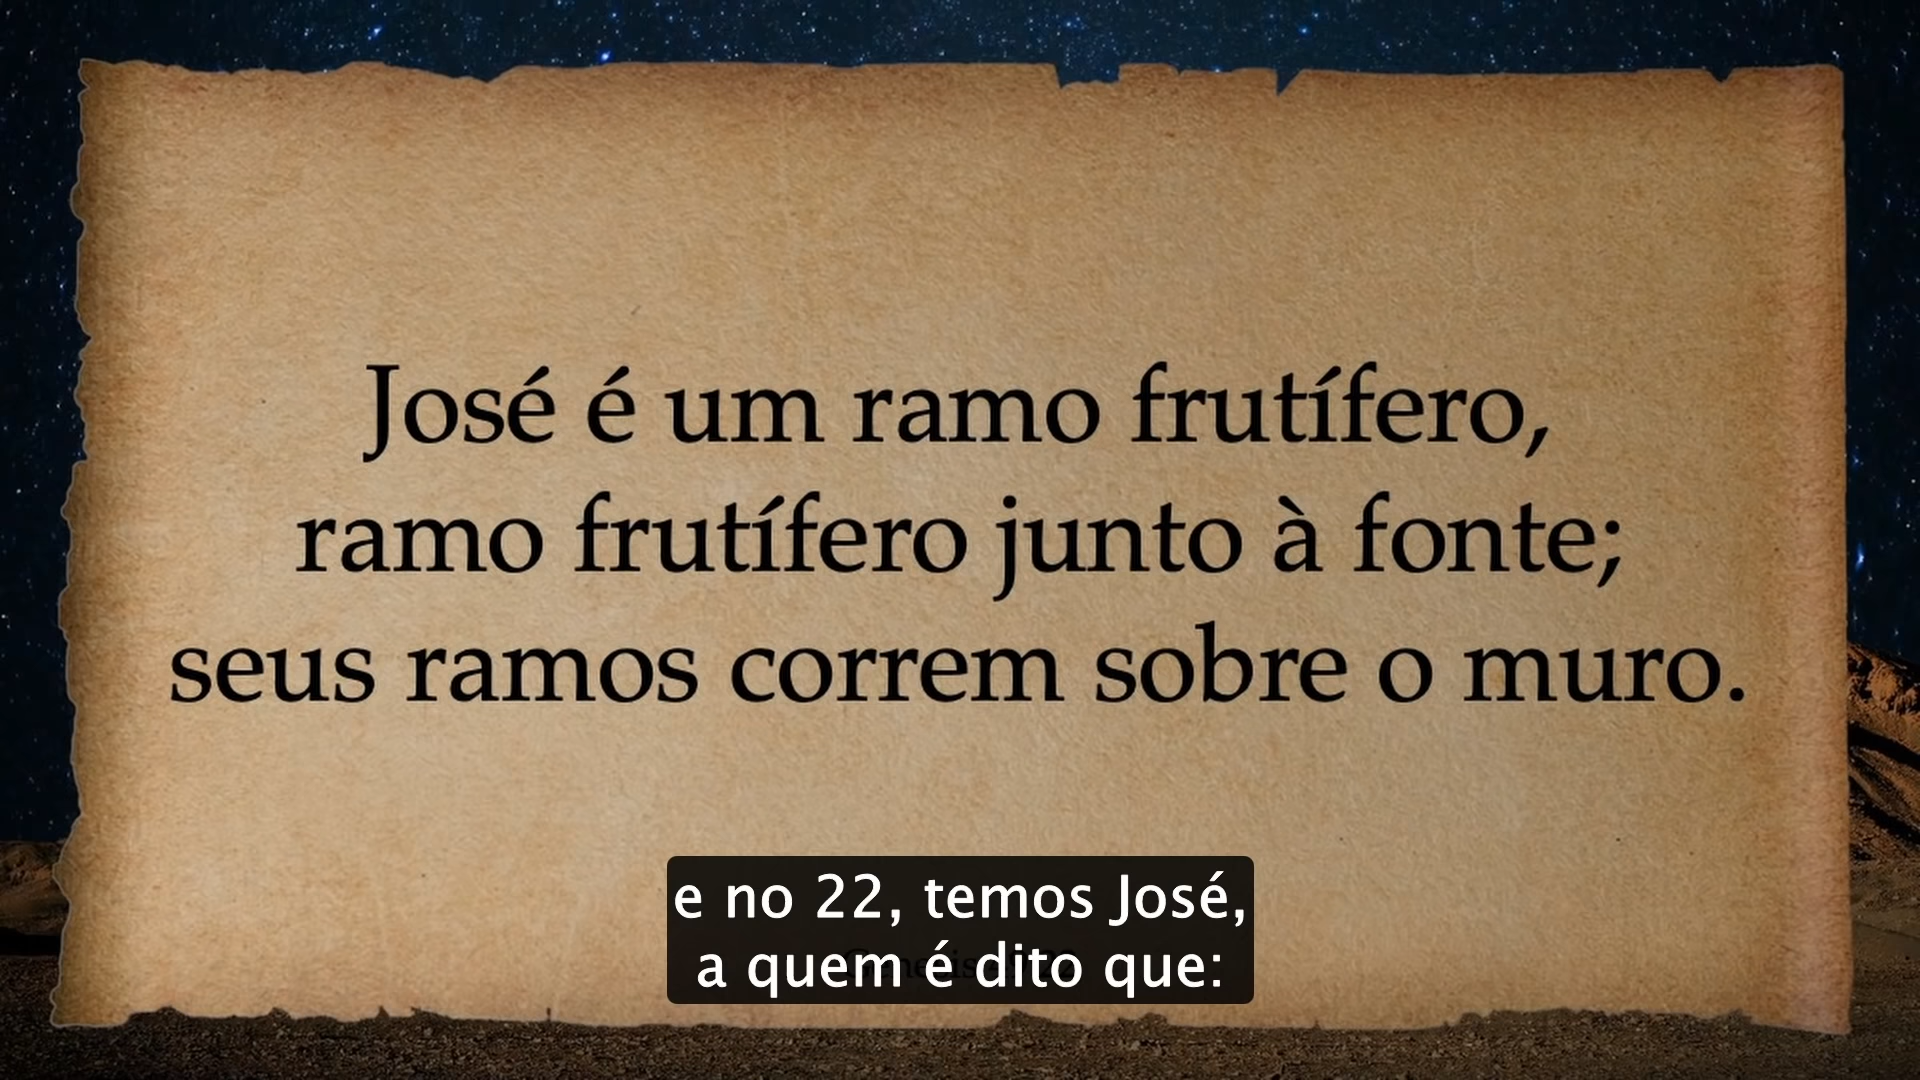 José é um ramo frutífero,
ramo frutífero junto à fonte;
seus ramos correm sobre o muro.
e no 22, temos José,
a quem é dito que: